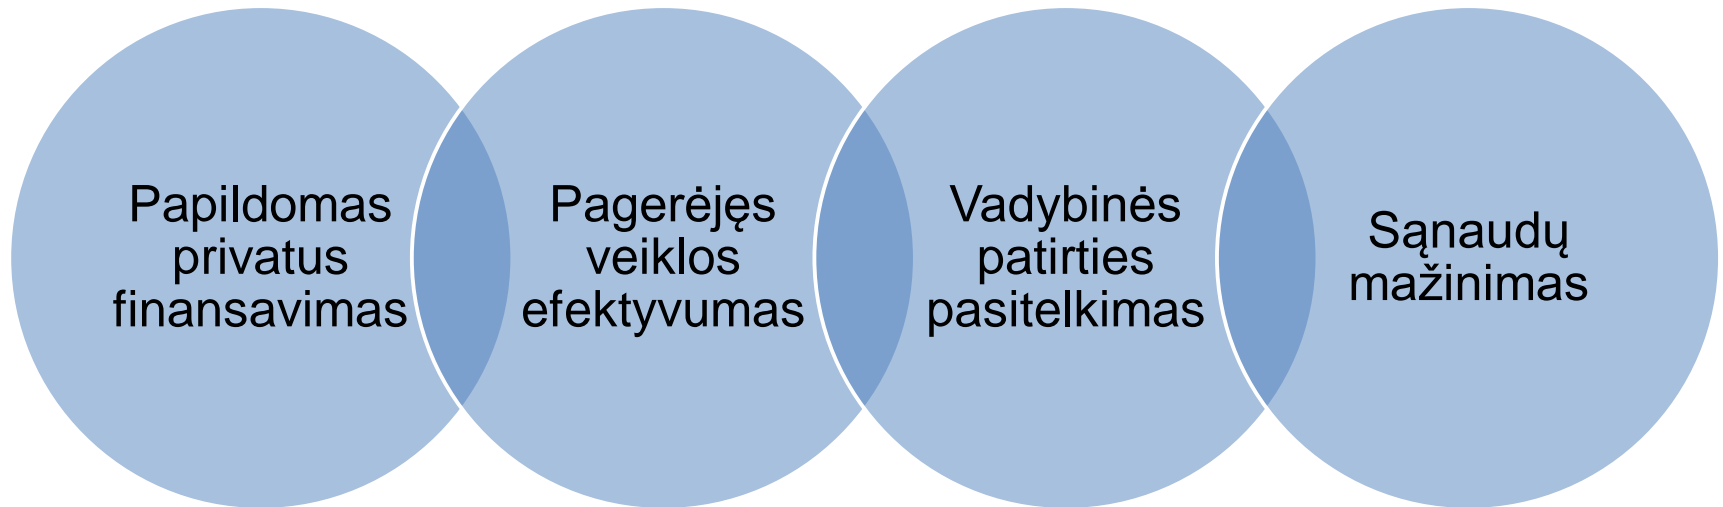 Papildomas
privatus
finansavimas
Pagerėjęs
veiklos
efektyvumas
Vadybinės
patirties
pasitelkimas
Sąnaudų
mažinimas